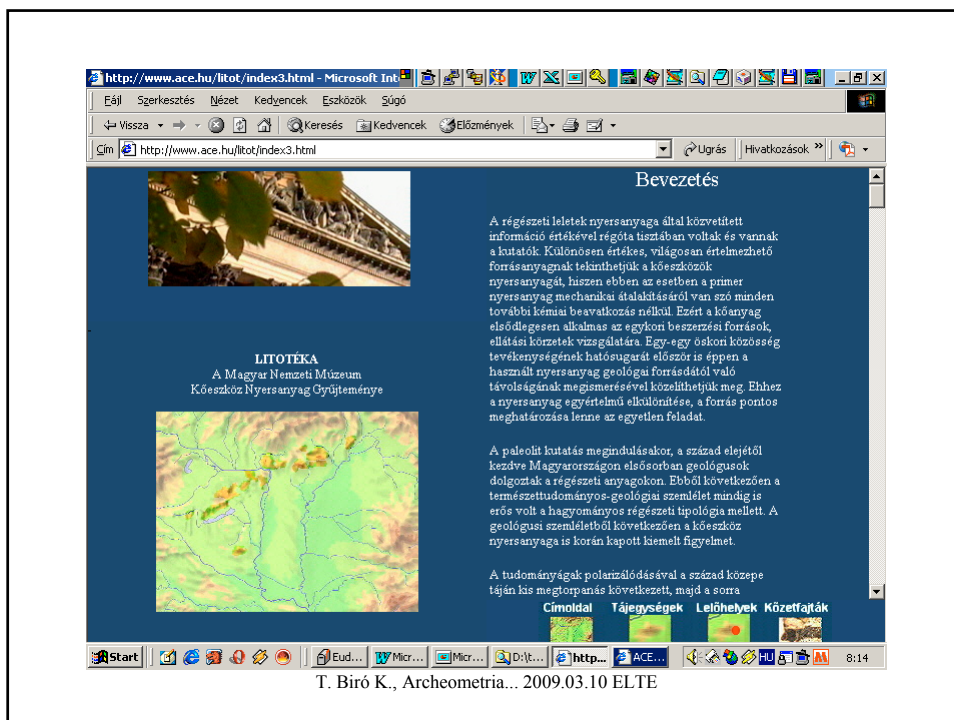 http://www.ace.hu/litot/index3.html - Microsoft Int
Fájl Szerkesztés Nézet Kedvencek Eszközök Súgó
Vissza Keresés Kedvencek Előzmények
Cím http://www.ace.hu/litot/index3.html Ugrás Hivatkozások »
LITOTÉKA
A Magyar Nemzeti Múzeum
Kőeszköz Nyersanyag Gyűjteménye
Bevezetés
A régészeti leletek nyersanyaga által közvetített
információ értékével régóta tisztában voltak és vannak
a kutatók. Különösen értékes, világosan értelmezhető
forrásanyagnak tekinthetjük a kőeszközök
nyersanyagát, hiszen ebben az esetben a primer
nyersanyag mechanikai átalakításáról van szó minden
további kémiai beavatkozás nélkül. Ezért a kőanyag
elsődlegesen alkalmas az egykori beszerzési források,
ellátási körzetek vizsgálatára. Egy-egy őskori közösség
tevékenységének hatósugarát először is éppen a
használt nyersanyag geológai forrásdától való
távolságának megismerésével közelíthetjük meg. Ehhez
a nyersanyag egyértelmű elkülönítése, a forrás pontos
meghatározása lenne az egyetlen feladat.
A paleolit kutatás megindulásakor, a század elejétől
kezdve Magyarországon elsősorban geológusok
dolgoztak a régészeti anyagokon. Ebből következően a
természettudományos-geológiai szemlélet mindig is
erős volt a hagyományos régészeti tipológia mellett. A
geológusi szemléletből következően a kőeszköz
nyersanyaga is korán kapott kiemelt figyelmet.
A tudományágak polarizálódásával a század közepe
táján kis megtorpanás következett, majd a sorra
Címoldal Tájegységek Lelőhelyek Kőzetfajták
Start Eud... Micr... Micr... D:\t... http... ACE... HU 8:14
T. Biró K., Archeometria... 2009.03.10 ELTE